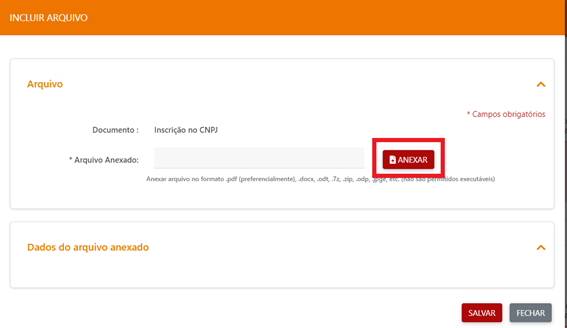 INCLUIR ARQUIVO
Arquivo
* Campos obrigatórios
Documento : Inscrição no CNPJ
* Arquivo Anexado: ANEXAR
Anexar arquivo no formato .pdf (preferencialmente), .docx, .odt, .7z, .zip, .odp, .jpge, etc. (não são permitidos executáveis)
Dados do arquivo anexado
SALVAR FECHAR